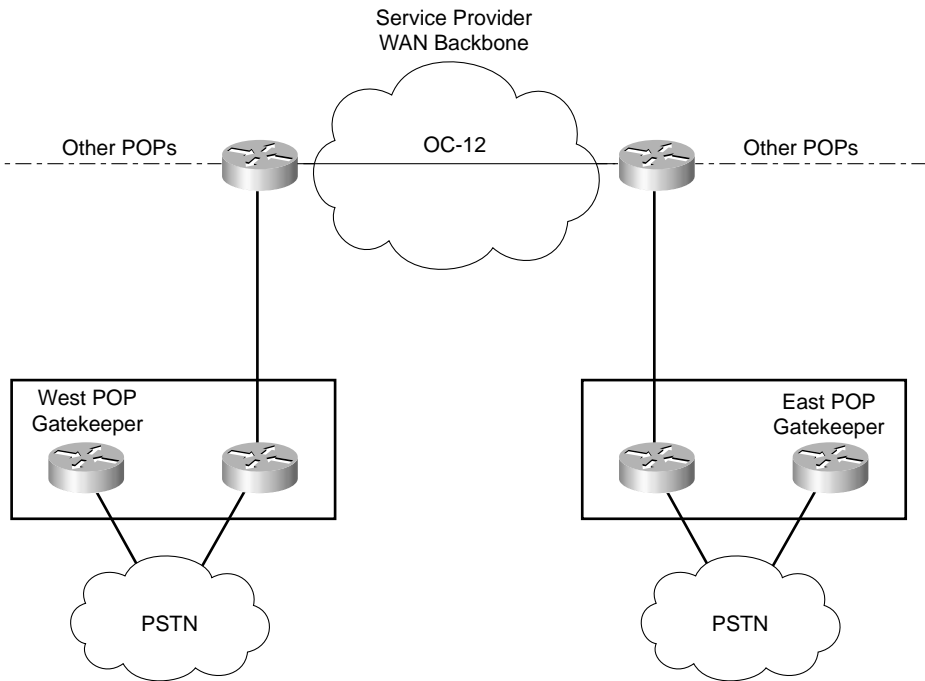 Service Provider
WAN Backbone
Other POPs
OC-12
Other POPs
West POP
Gatekeeper
East POP
Gatekeeper
PSTN
PSTN